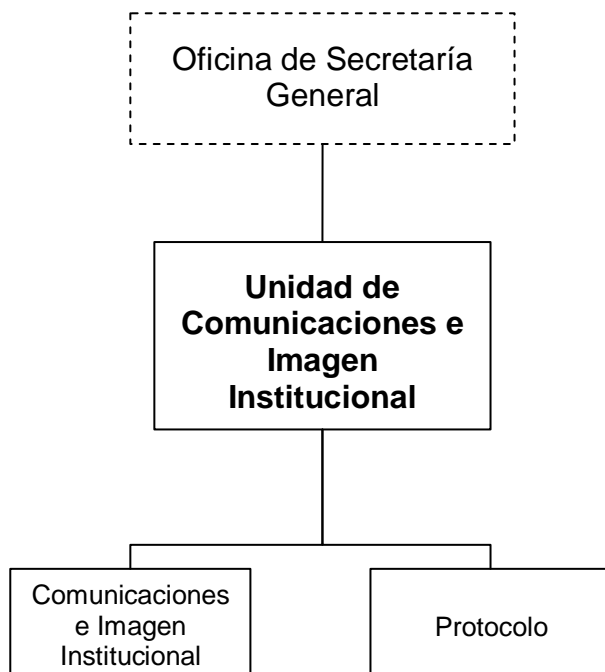 Oficina de Secretaría
General
Unidad de
Comunicaciones e
Imagen
Institucional
Comunicaciones
e Imagen
Institucional
Protocolo